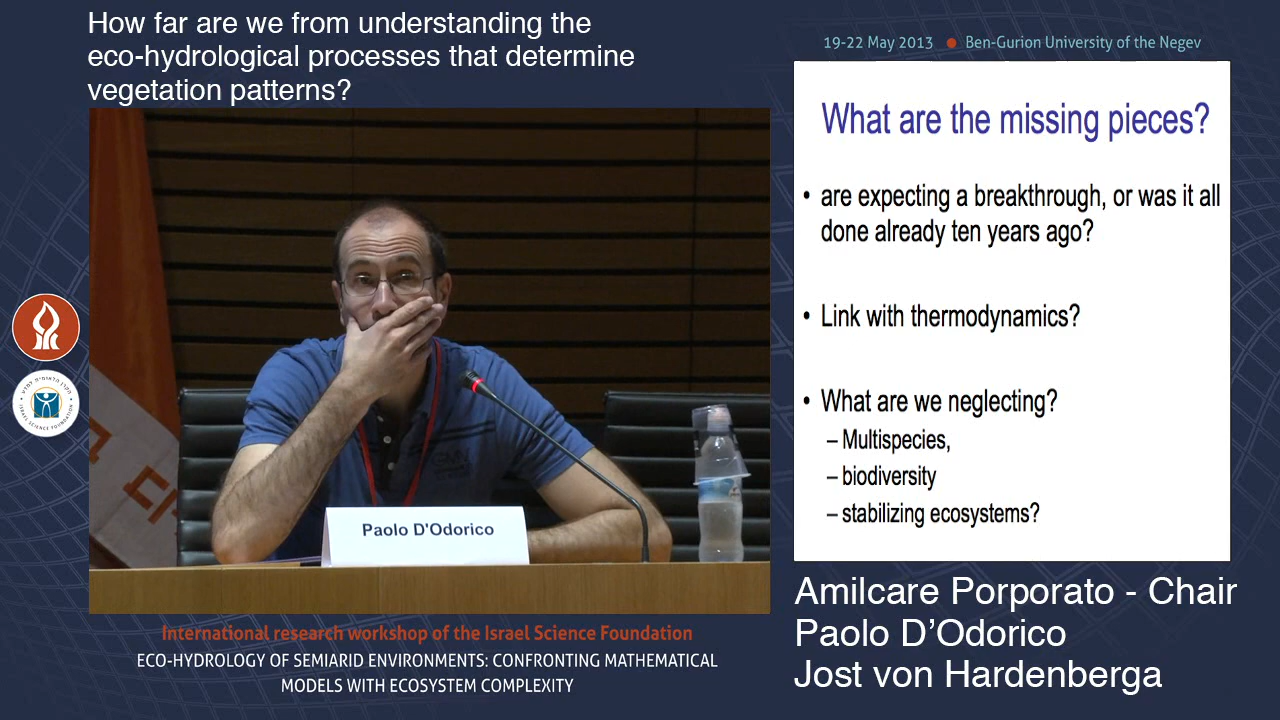 How far are we from understanding the
eco-hydrological processes that determine
vegetation patterns?
19-22 May 2013 ● Ben-Gurion University of the Negev
What are the missing pieces?
• are expecting a breakthrough, or was it all
done already ten years ago?
• Link with thermodynamics?
• What are we neglecting?
– Multispecies,
– biodiversity
– stabilizing ecosystems?
Paolo D'Odorico
Amilcare Porporato - Chair
Paolo D’Odorico
Jost von Hardenberga
International research workshop of the Israel Science Foundation
ECO-HYDROLOGY OF SEMIARID ENVIRONMENTS: CONFRONTING MATHEMATICAL
MODELS WITH ECOSYSTEM COMPLEXITY